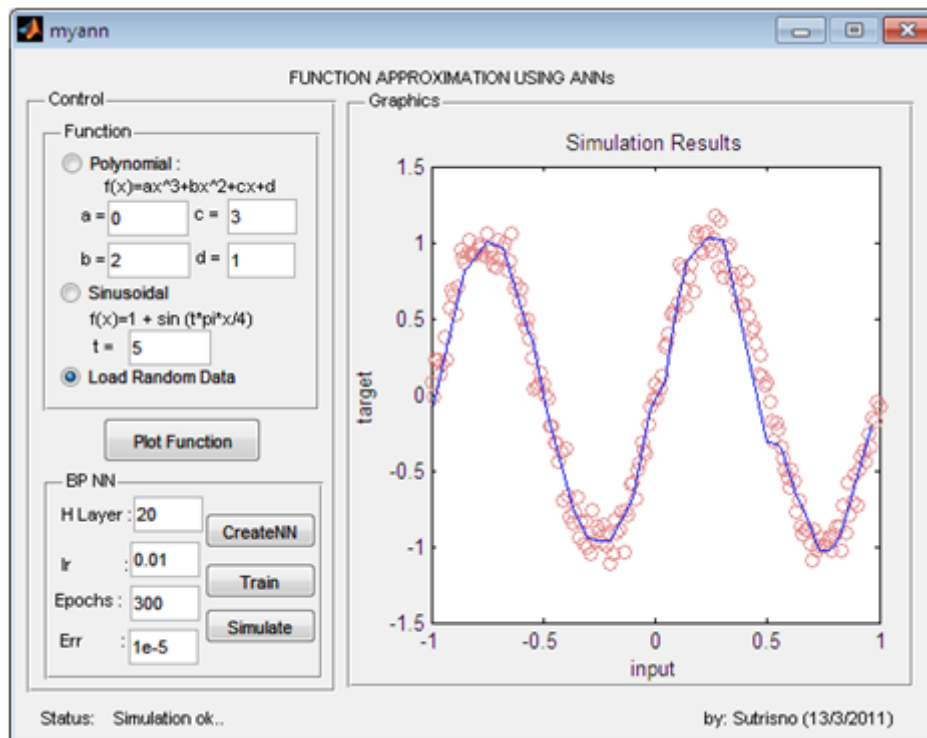 myann
FUNCTION APPROXIMATION USING ANNs
Control
Function
Polynomial :
f(x)=ax^3+bx^2+cx+d
a = 0 c = 3
b = 2 d = 1
Sinusoidal
f(x)=1 + sin (t*pi*x/4)
t = 5
Load Random Data
Plot Function
BP NN
H Layer : 20
CreateNN
lr : 0.01
Train
Epochs : 300
Simulate
Err : 1e-5
Graphics
Simulation Results
1.5
1
0.5
0
-0.5
-1
-1.5
target
-1 -0.5 0 0.5 1
input
Status: Simulation ok..
by: Sutrisno (13/3/2011)